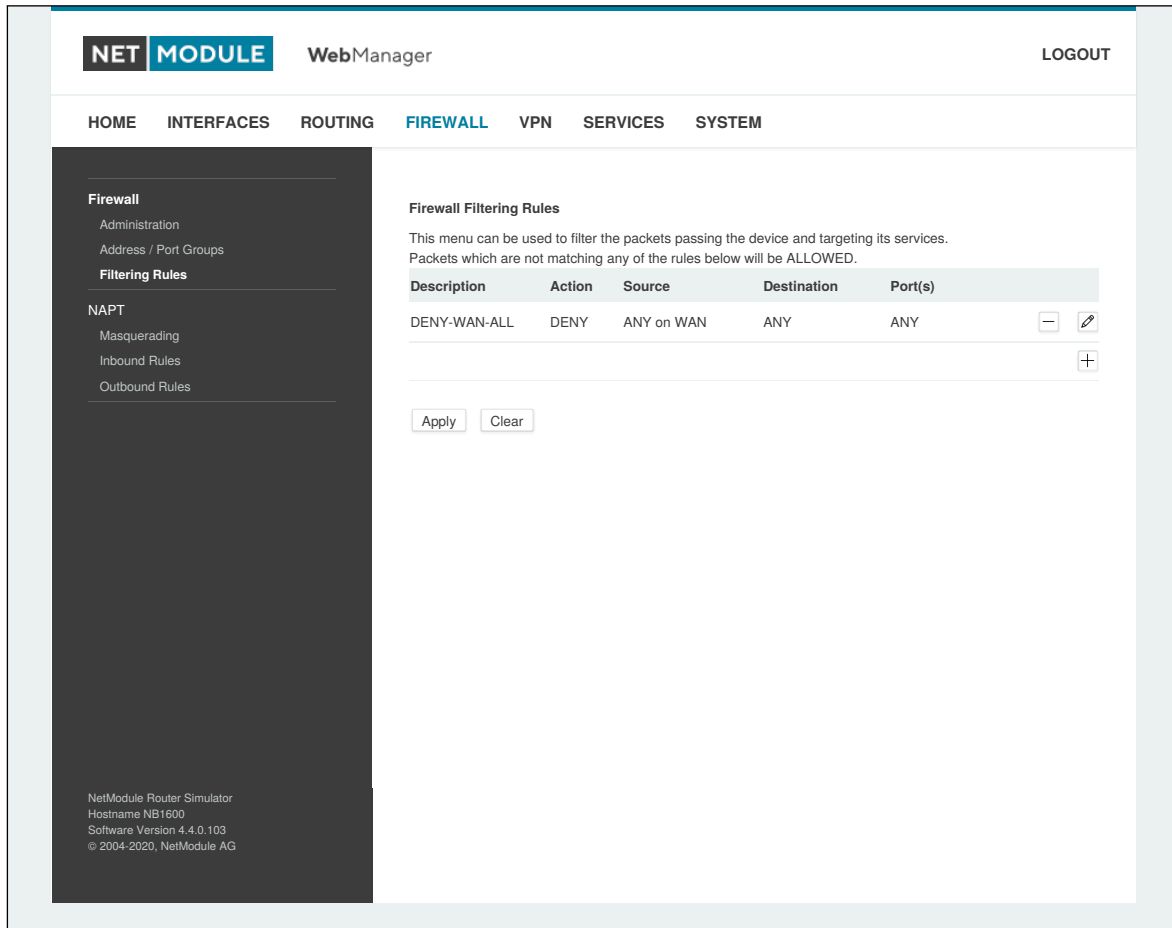 NET MODULE WebManager LOGOUT
HOME INTERFACES ROUTING FIREWALL VPN SERVICES SYSTEM
Firewall
Administration
Address / Port Groups
Filtering Rules
NAPT
Masquerading
Inbound Rules
Outbound Rules
Firewall Filtering Rules
This menu can be used to filter the packets passing the device and targeting its services.
Packets which are not matching any of the rules below will be ALLOWED.
Description Action Source Destination Port(s)
DENY-WAN-ALL DENY ANY on WAN ANY ANY
Apply Clear
NetModule Router Simulator
Hostname NB1600
Software Version 4.4.0.103
© 2004-2020, NetModule AG